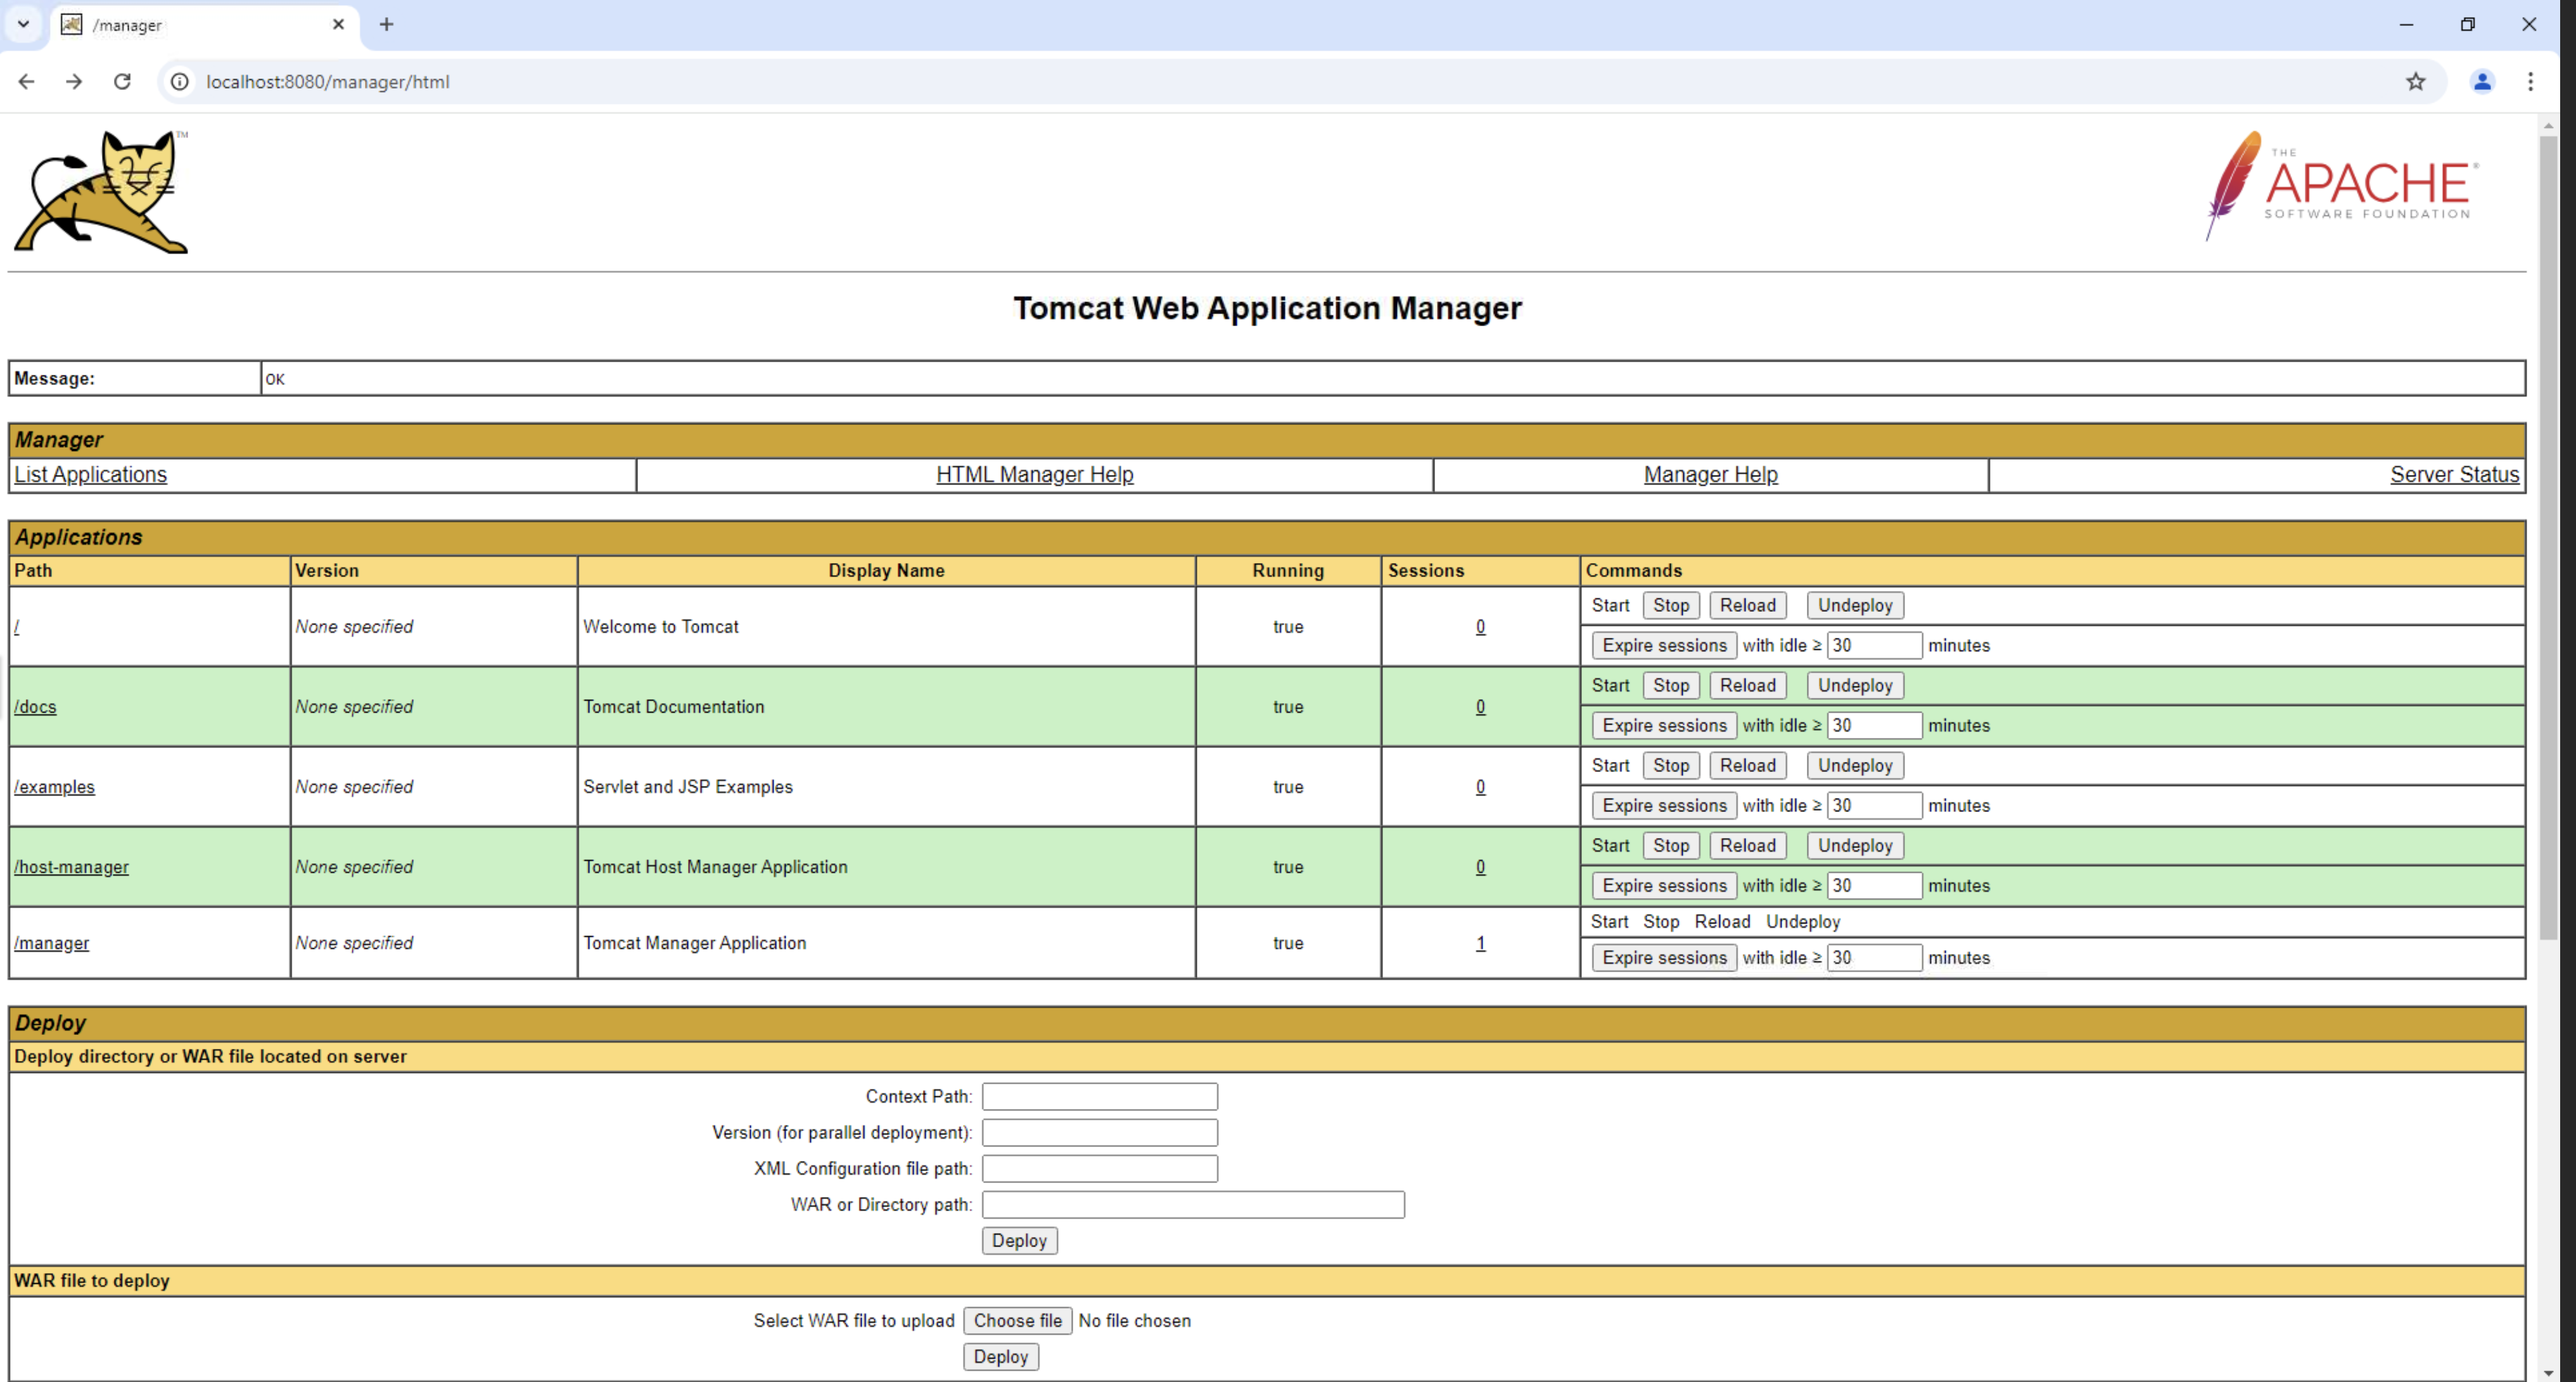 /manager
localhost:8080/manager/html
TM
THE
APACHE®
SOFTWARE FOUNDATION
Tomcat Web Application Manager
Message: OK
Manager
List Applications HTML Manager Help Manager Help Server Status
Applications
Path Version Display Name Running Sessions Commands
Start Stop Reload Undeploy
/ None specified Welcome to Tomcat true 0
Expire sessions with idle ≥ 30 minutes
Start Stop Reload Undeploy
/docs None specified Tomcat Documentation true 0
Expire sessions with idle ≥ 30 minutes
Start Stop Reload Undeploy
/examples None specified Servlet and JSP Examples true 0
Expire sessions with idle ≥ 30 minutes
Start Stop Reload Undeploy
/host-manager None specified Tomcat Host Manager Application true 0
Expire sessions with idle ≥ 30 minutes
Start Stop Reload Undeploy
/manager None specified Tomcat Manager Application true 1
Expire sessions with idle ≥ 30 minutes
Deploy
Deploy directory or WAR file located on server
Context Path:
Version (for parallel deployment):
XML Configuration file path:
WAR or Directory path:
Deploy
WAR file to deploy
Select WAR file to upload Choose file No file chosen
Deploy